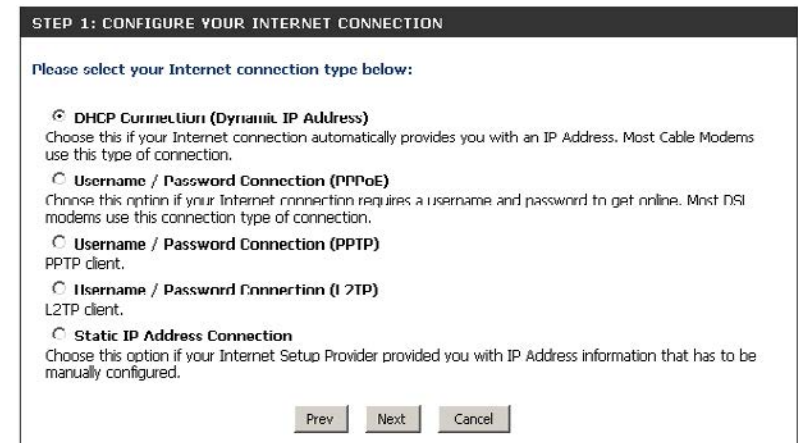 STEP 1: CONFIGURE YOUR INTERNET CONNECTION
Please select your Internet connection type below:
DHCP Connection (Dynamic IP Address)
Choose this if your Internet connection automatically provides you with an IP Address. Most Cable Modems
use this type of connection.
Username / Password Connection (PPPoE)
Choose this option if your Internet connection requires a username and password to get online. Most DSL
modems use this connection type of connection.
Username / Password Connection (PPTP)
PPTP client.
Username / Password Connection (L2TP)
L2TP client.
Static IP Address Connection
Choose this option if your Internet Setup Provider provided you with IP Address information that has to be
manually configured.
Prev Next Cancel